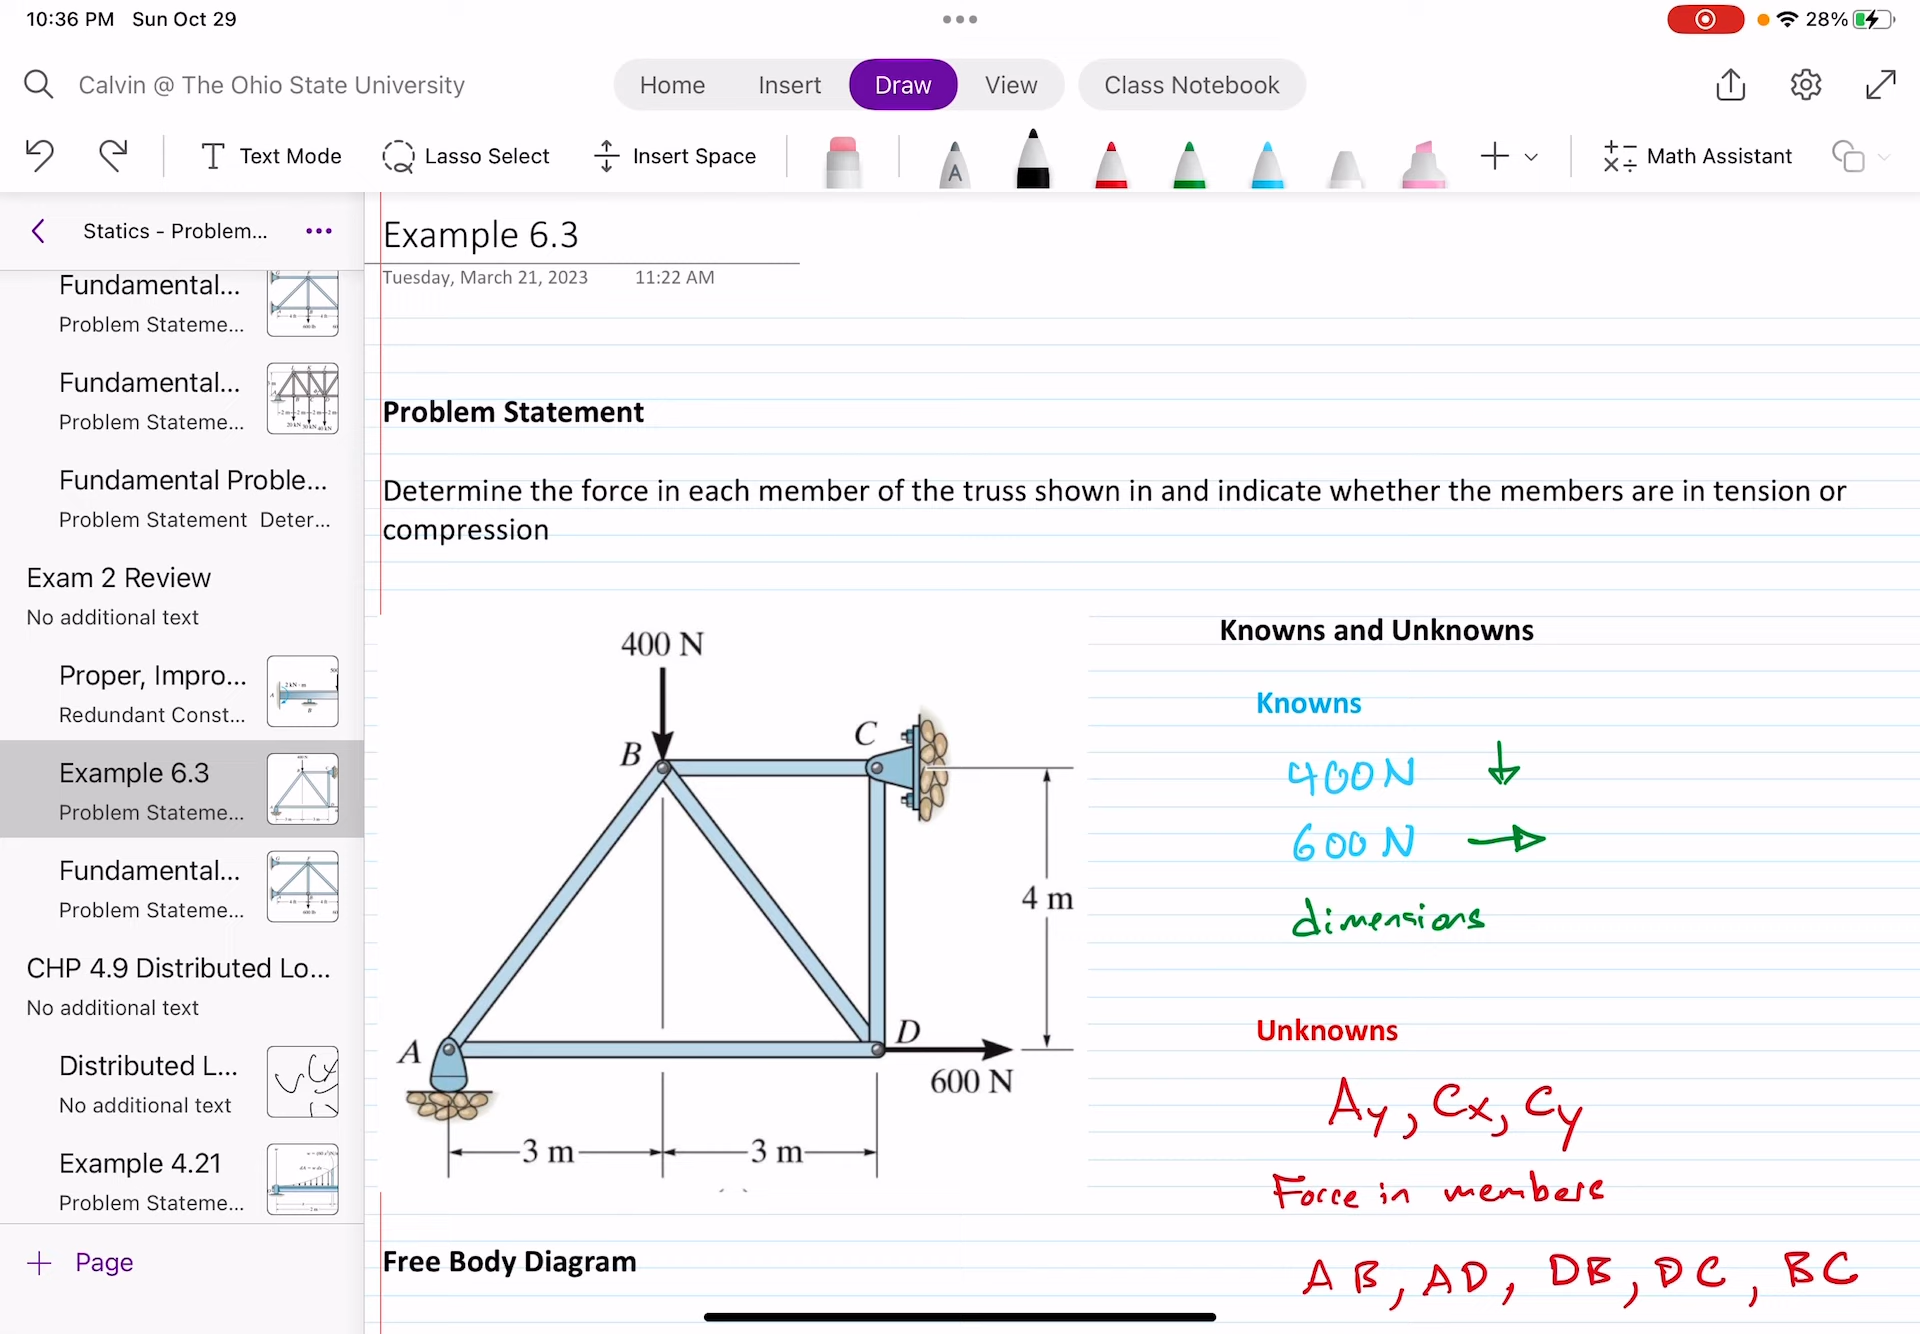 10:36 PM Sun Oct 29
28%
Calvin @ The Ohio State University
Home Insert Draw View Class Notebook
Text Mode Lasso Select Insert Space Math Assistant
Statics - Problem...
Fundamental...
Problem Stateme...
Fundamental...
Problem Stateme...
Fundamental Proble...
Problem Statement Deter...
Exam 2 Review
No additional text
Proper, Impro...
Redundant Const...
Example 6.3
Problem Stateme...
Fundamental...
Problem Stateme...
CHP 4.9 Distributed Lo...
No additional text
Distributed L...
No additional text
Example 4.21
Problem Stateme...
+ Page
Example 6.3
Tuesday, March 21, 2023 11:22 AM
Problem Statement
Determine the force in each member of the truss shown in and indicate whether the members are in tension or
compression
400 N
B
C
4 m
A
D
600 N
3 m
3 m
Free Body Diagram
Knowns and Unknowns
Knowns
400N ↓
600 N →
dimensions
Unknowns
Ay, Cx, Cy
Force in members
AB, AD, DB, DC, BC